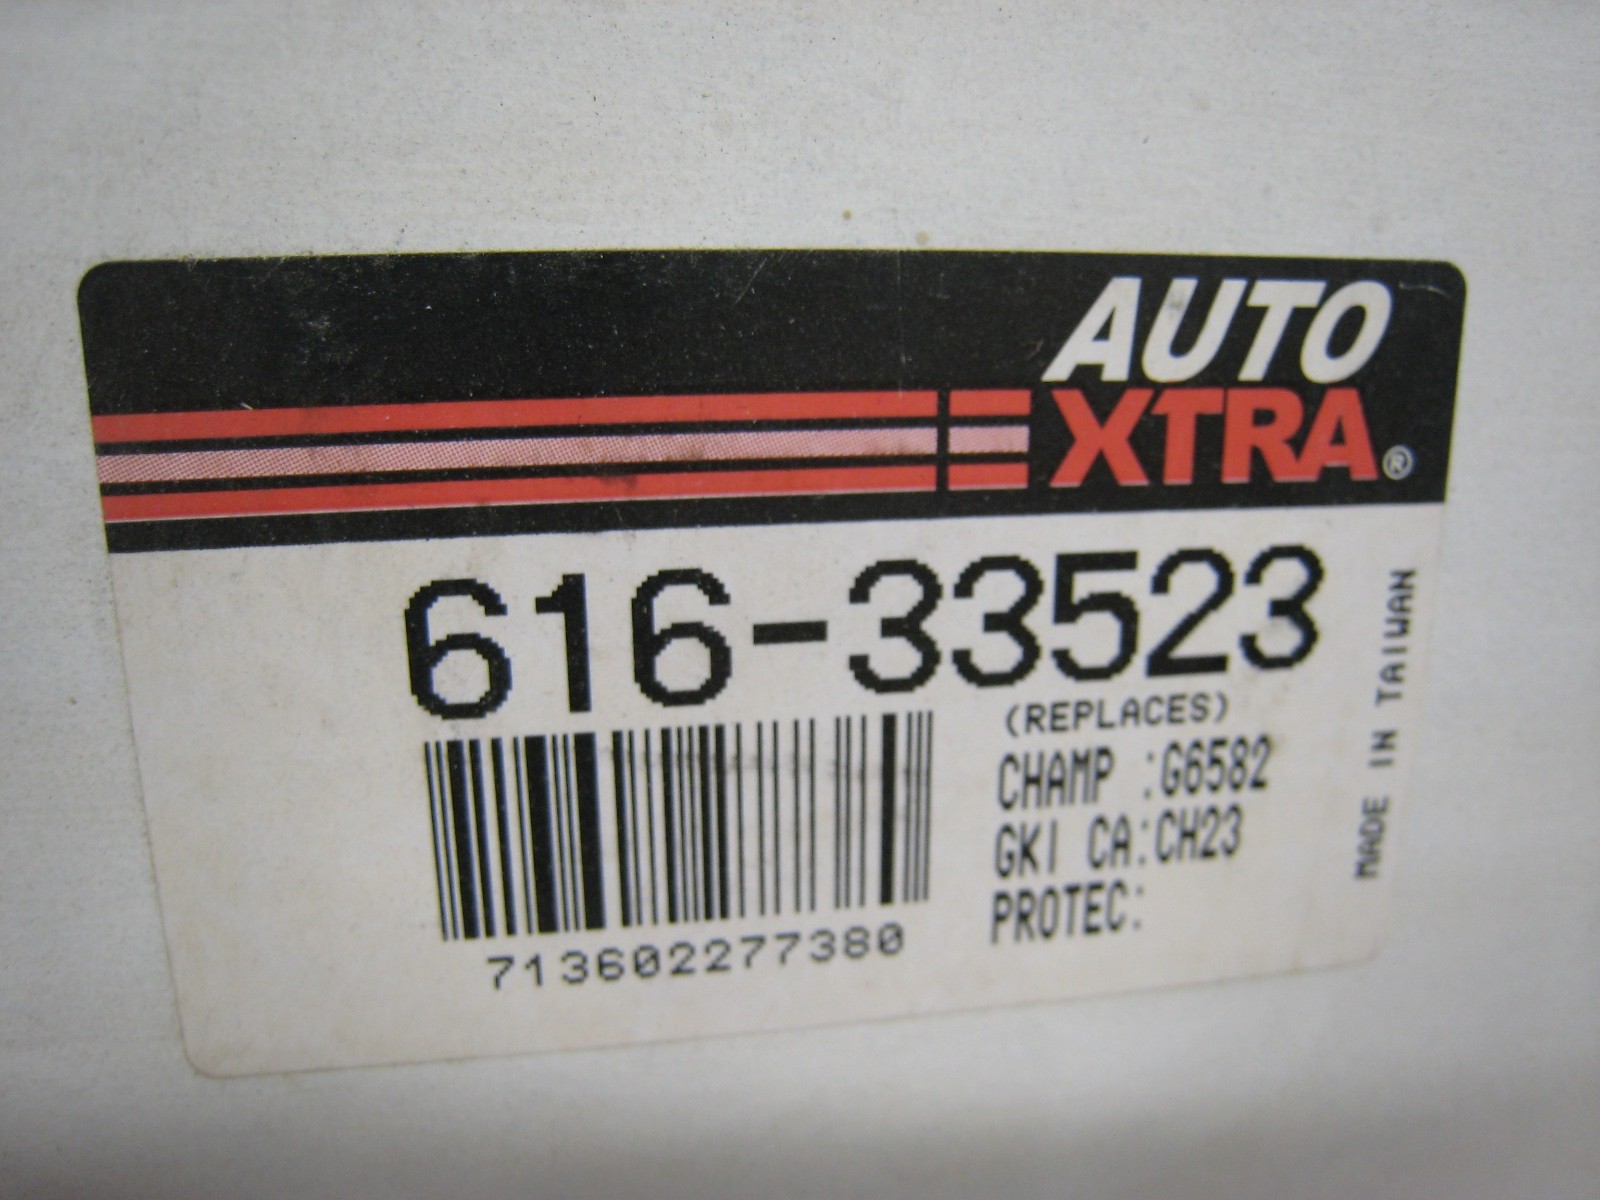 AUTO
XTRA®
616-33523
(REPLACES)
CHAMP :G6582
GKI CA:CH23
PROTEC:
713602277380
MADE IN TAIWAN